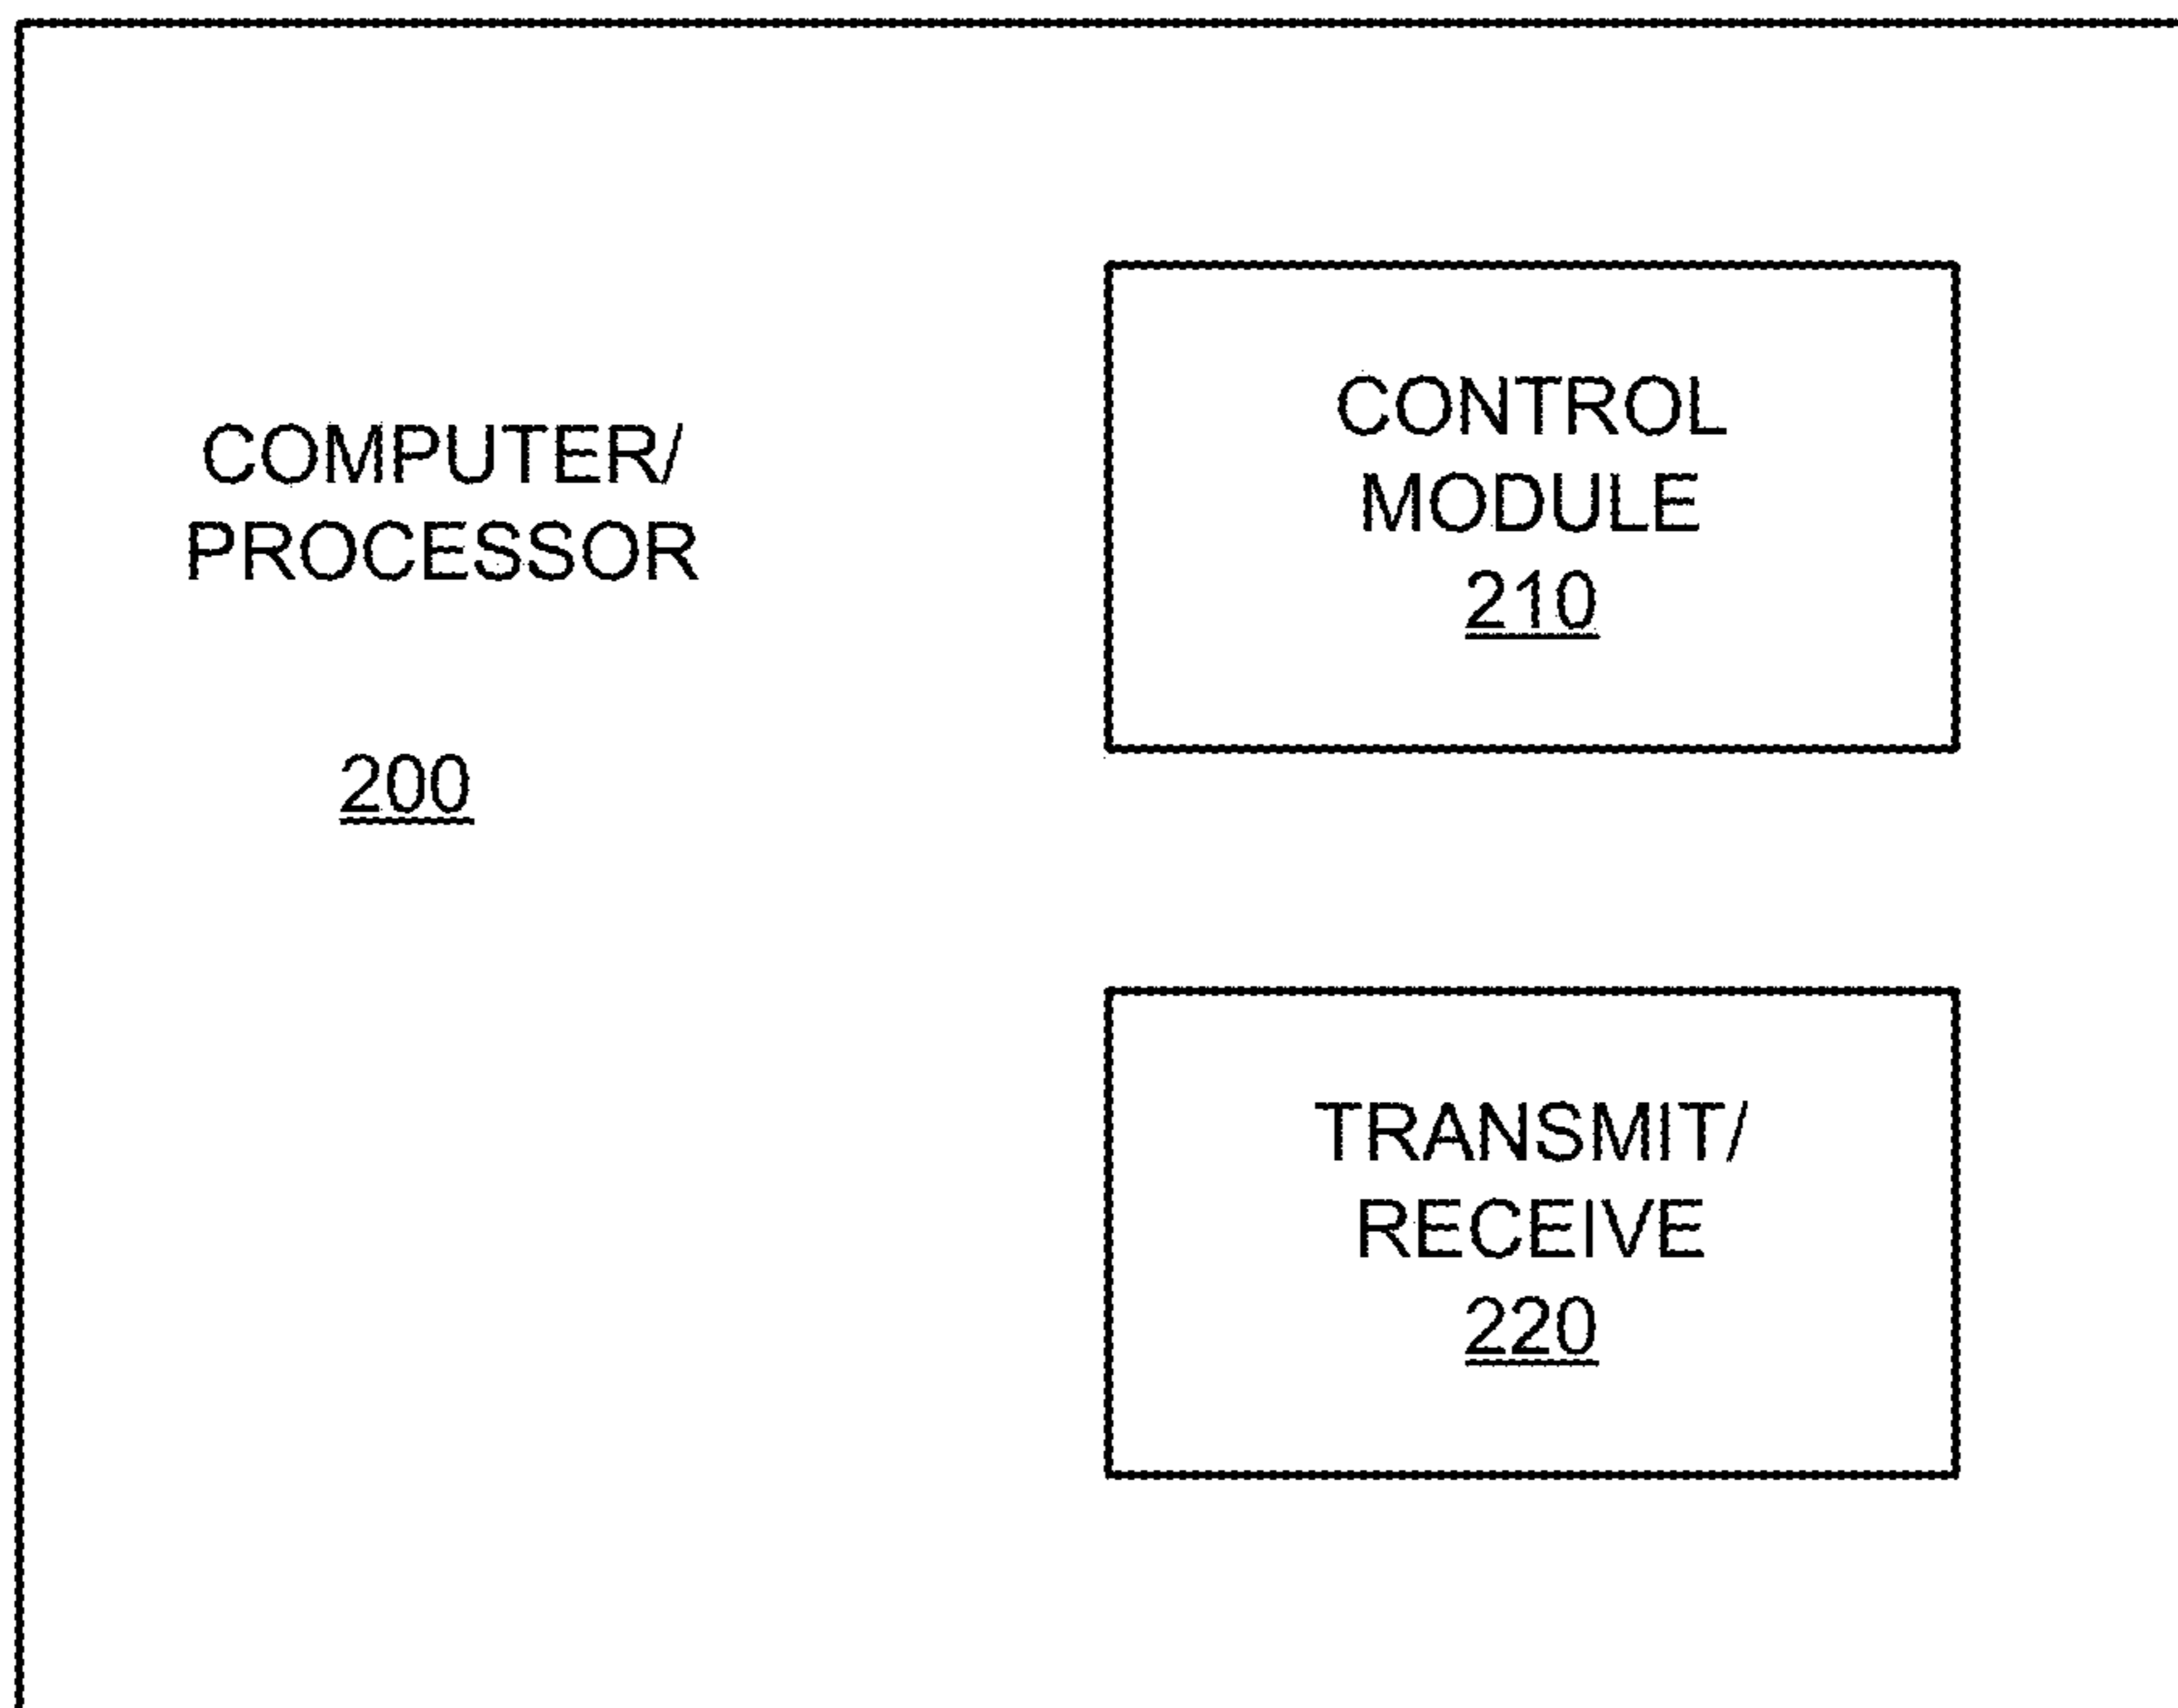 COMPUTER/
PROCESSOR
200
CONTROL
MODULE
210
TRANSMIT/
RECEIVE
220